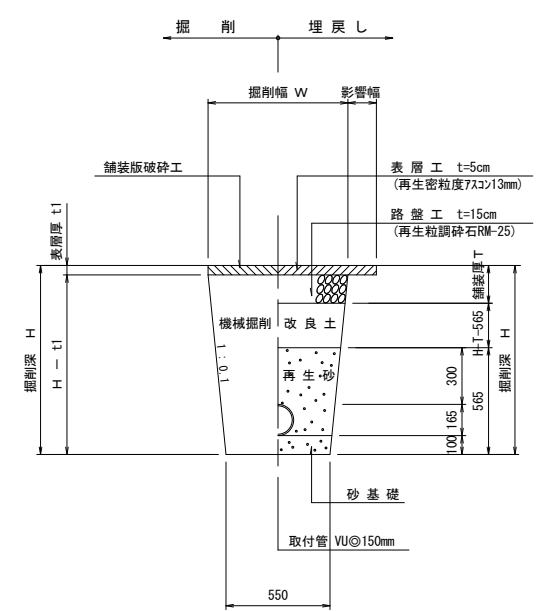 掘 削
埋 戻 し
掘削幅 W
影響幅
舗装版破砕工
表 層 工 t=5cm
(再生密粒度アスコン13mm)
路 盤 工 t=15cm
(再生粒調砕石RM-25)
表層厚 t1
掘削深 H
H - t1
1 : 0.1
機械掘削
改 良 土
再 生 砂
舗装厚 T
H-T-565
300
165
100
565
掘削深 H
砂 基 礎
取付管 VU◎150mm
550